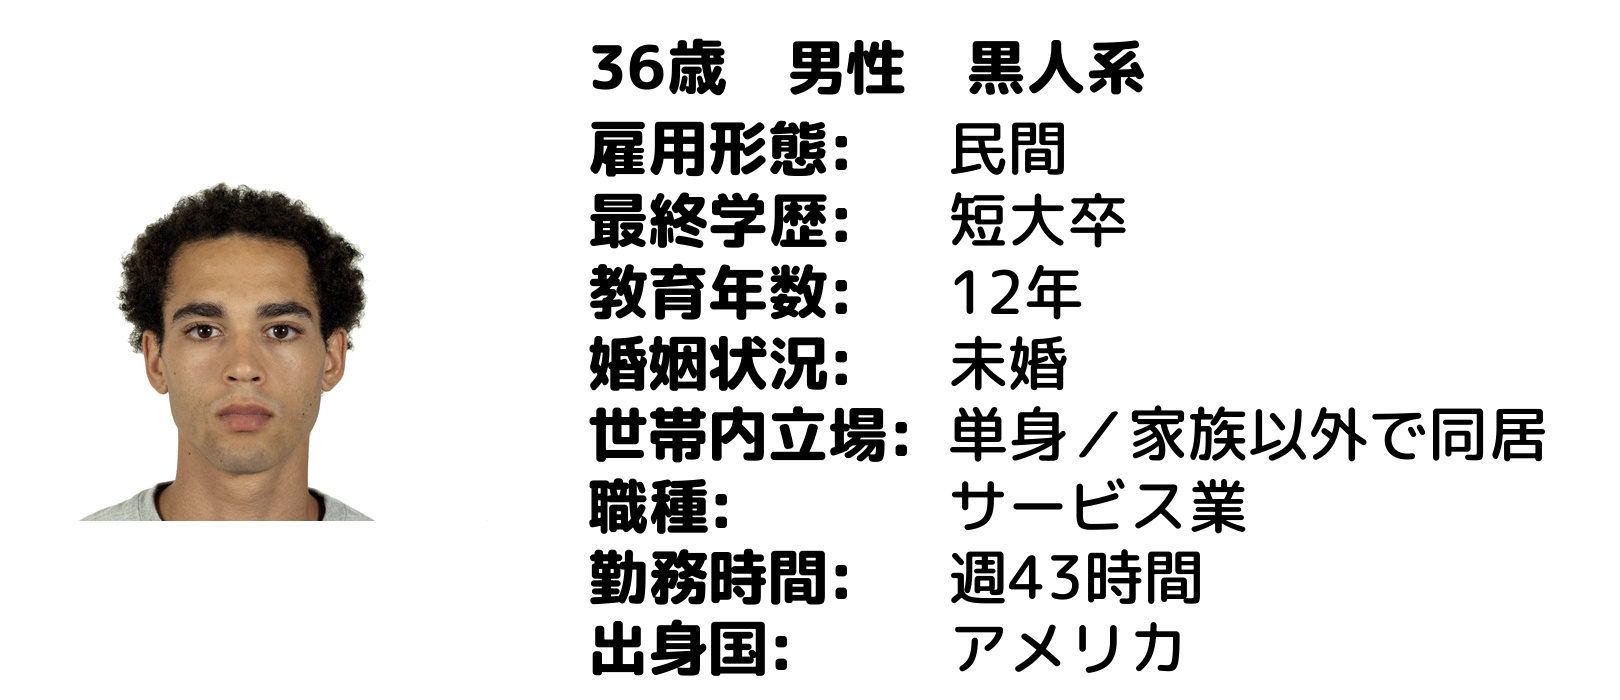 36歳　男性　黒人系
雇用形態:　民間
最終学歴:　短大卒
教育年数:　12年
婚姻状況:　未婚
世帯内立場:　単身／家族以外で同居
職種:　サービス業
勤務時間:　週43時間
出身国:　アメリカ